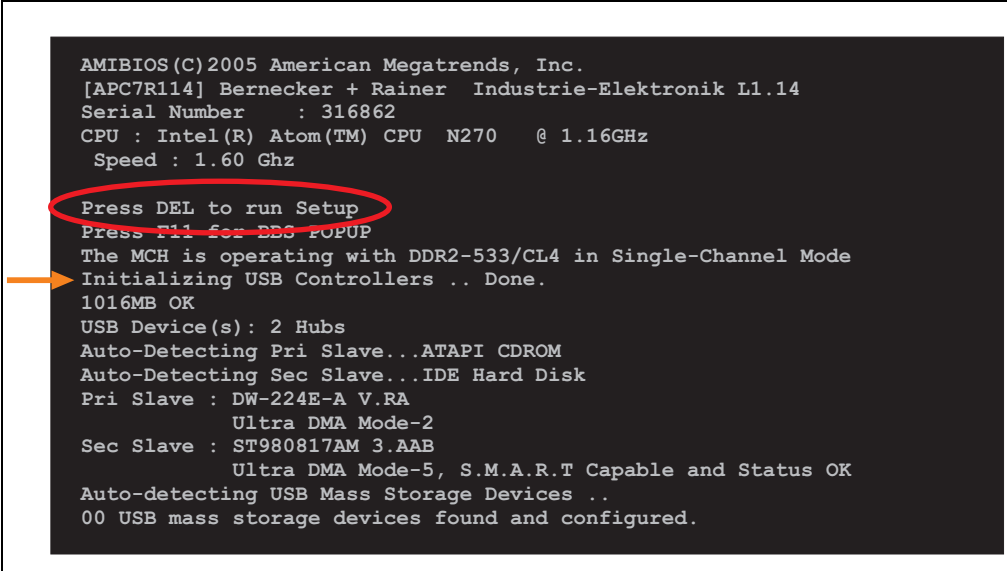 AMIBIOS(C)2005 American Megatrends, Inc.
[APC7R114] Bernecker + Rainer Industrie-Elektronik L1.14
Serial Number : 316862
CPU : Intel(R) Atom(TM) CPU N270 @ 1.16GHz
Speed : 1.60 Ghz
Press DEL to run Setup
Press F11 for BBS POPUP
The MCH is operating with DDR2-533/CL4 in Single-Channel Mode
Initializing USB Controllers .. Done.
1016MB OK
USB Device(s): 2 Hubs
Auto-Detecting Pri Slave...ATAPI CDROM
Auto-Detecting Sec Slave...IDE Hard Disk
Pri Slave : DW-224E-A V.RA
Ultra DMA Mode-2
Sec Slave : ST980817AM 3.AAB
Ultra DMA Mode-5, S.M.A.R.T Capable and Status OK
Auto-detecting USB Mass Storage Devices ..
00 USB mass storage devices found and configured.